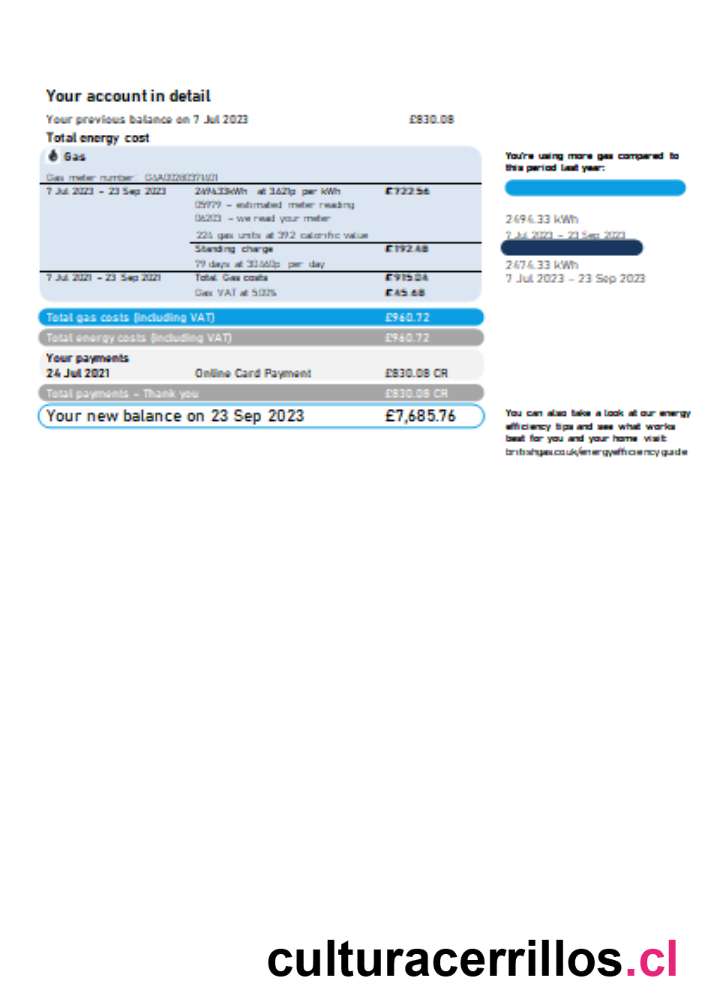 Your account in detail
Your previous balance on 7 Jul 2023 £830.08
Total energy cost
Gas
Gas meter number:
7 Jul 2023 – 23 Sep 2023 2494.33kWh at 3.621p per kWh £722.56
05979 – estimated meter reading
06203 – we read your meter
224 gas units at 39.2 calorific value
Standing charge £192.48
79 days at per day
7 Jul 2021 – 23 Sep 2021 Total Gas costs £915.04
Gas VAT at 5.00% £45.68
Total gas costs (including VAT) £960.72
Total energy costs (including VAT) £960.72
Your payments
24 Jul 2021 Online Card Payment £830.08 CR
Total payments – Thank you £830.08 CR
Your new balance on 23 Sep 2023 £7,685.76
You're using more gas compared to
this period last year:
2494.33 kWh
7 Jul 2023 – 23 Sep 2023
2474.33 kWh
7 Jul 2023 – 23 Sep 2023
You can also take a look at our energy
efficiency tips and see what works
best for you and your home visit:
britishgas.co.uk/energyefficiencyguide
culturacerrillos.cl